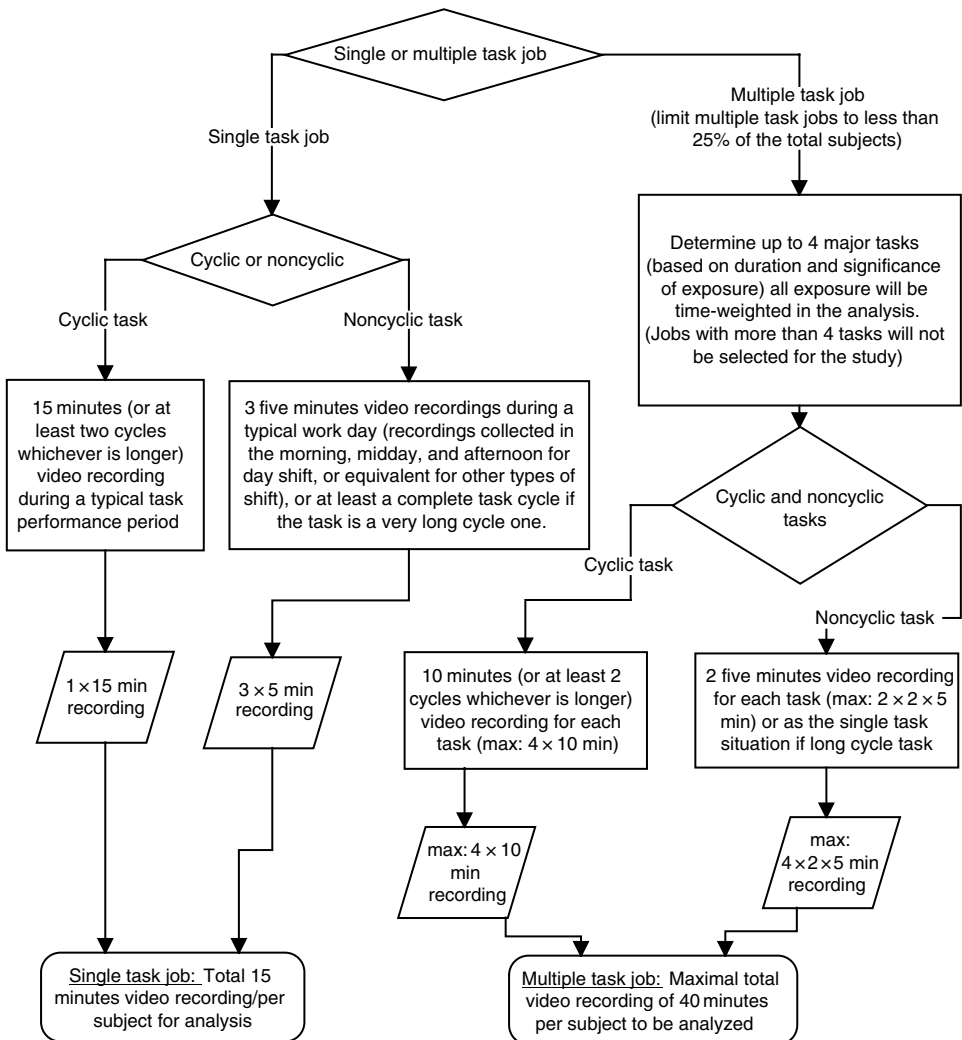 Single or multiple task job
Single task job
Multiple task job
(limit multiple task jobs to less than
25% of the total subjects)
Cyclic or noncyclic
Cyclic task
Noncyclic task
Determine up to 4 major tasks
(based on duration and significance
of exposure) all exposure will be
time-weighted in the analysis.
(Jobs with more than 4 tasks will not
be selected for the study)
15 minutes (or at
least two cycles
whichever is longer)
video recording
during a typical task
performance period
3 five minutes video recordings during a
typical work day (recordings collected in
the morning, midday, and afternoon for
day shift, or equivalent for other types of
shift), or at least a complete task cycle if
the task is a very long cycle one.
Cyclic and noncyclic
tasks
Cyclic task
Noncyclic task
1 × 15 min
recording
3 × 5 min
recording
10 minutes (or at least 2
cycles whichever is longer)
video recording for each
task (max: 4 × 10 min)
2 five minutes video recording
for each task (max: 2 × 2 × 5
min) or as the single task
situation if long cycle task
max: 4 × 10
min
recording
max:
4×2×5 min
recording
Single task job: Total 15
minutes video recording/per
subject for analysis
Multiple task job: Maximal total
video recording of 40 minutes
per subject to be analyzed